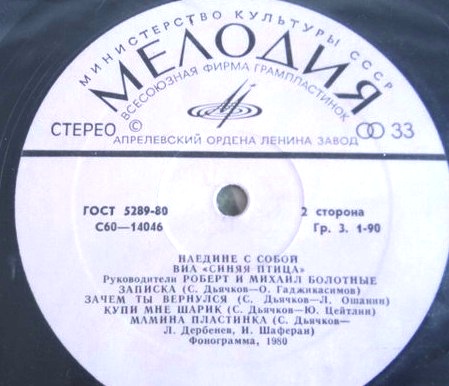 МИНИСТЕРСТВО КУЛЬТУРЫ СССР
МЕЛОДИЯ
ВСЕСОЮЗНАЯ ФИРМА ГРАМПЛАСТИНОК
СТЕРЕО © 33
АПРЕЛЕВСКИЙ ОРДЕНА ЛЕНИНА ЗАВОД
ГОСТ 5289-80 2 сторона
С60—14046 Гр. 3. 1-90
НАЕДИНЕ С СОБОЙ
ВИА «СИНЯЯ ПТИЦА»
Руководители РОБЕРТ И МИХАИЛ БОЛОТНЫЕ
ЗАПИСКА (С. Дьячков—О. Гаджикасимов)
ЗАЧЕМ ТЫ ВЕРНУЛСЯ (С. Дьячков—Л. Ошанин)
КУПИ МНЕ ШАРИК (С. Дьячков—Ю. Цейтлин)
МАМИНА ПЛАСТИНКА (С. Дьячков—
Л. Дербенев, И. Шаферан)
Фонограмма, 1980